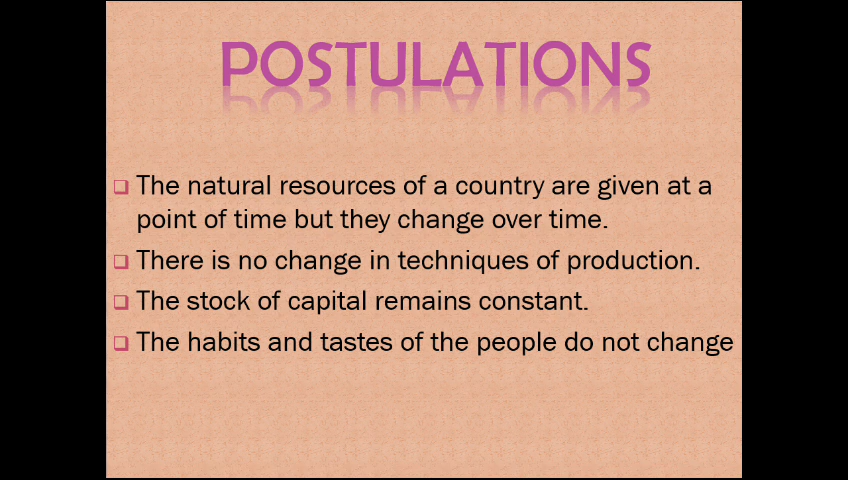 POSTULATIONS
The natural resources of a country are given at a
point of time but they change over time.
There is no change in techniques of production.
The stock of capital remains constant.
The habits and tastes of the people do not change